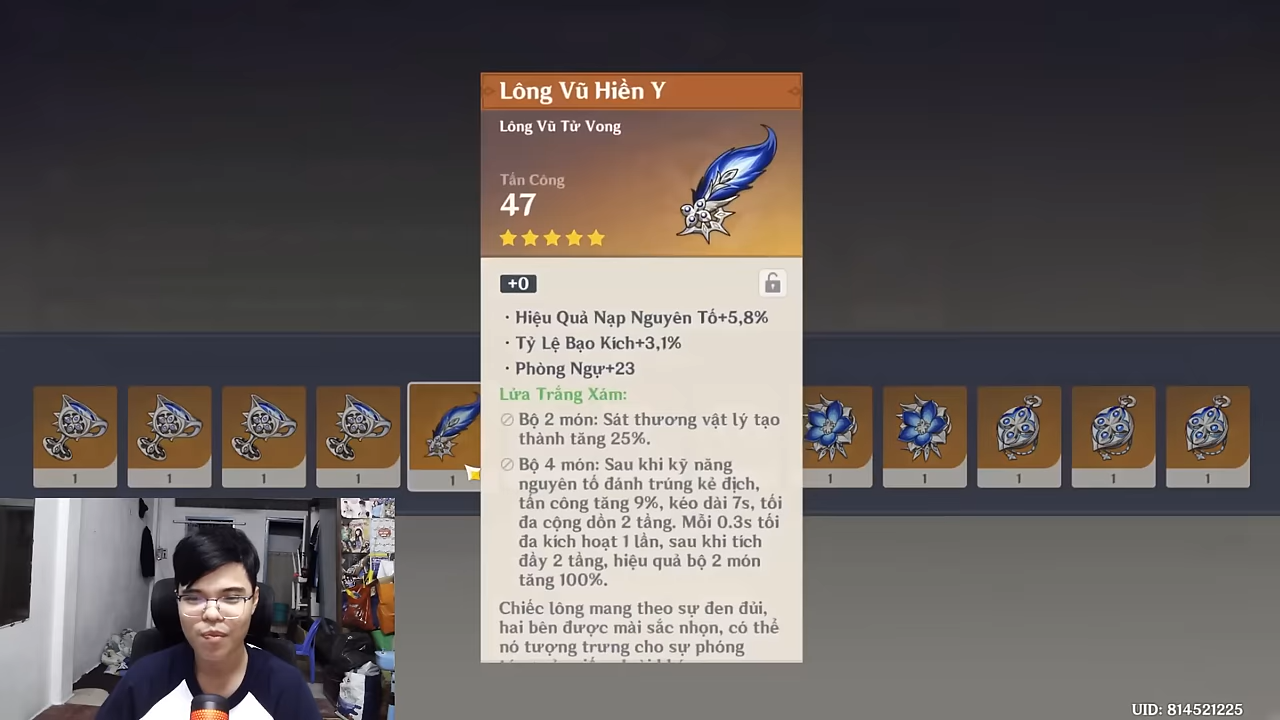 Lông Vũ Hiền Y
Lông Vũ Tử Vong
Tấn Công
47
+0
· Hiệu Quả Nạp Nguyên Tố+5,8%
· Tỷ Lệ Bạo Kích+3,1%
· Phòng Ngự+23
Lửa Trắng Xám:
Bộ 2 món: Sát thương vật lý tạo
thành tăng 25%.
Bộ 4 món: Sau khi kỹ năng
nguyên tố đánh trúng kẻ địch,
tấn công tăng 9%, kéo dài 7s, tối
đa cộng dồn 2 tầng. Mỗi 0.3s tối
đa kích hoạt 1 lần, sau khi tích
đầy 2 tầng, hiệu quả bộ 2 món
tăng 100%.
Chiếc lông mang theo sự đen đủi,
hai bên được mài sắc nhọn, có thể
nó tượng trưng cho sự phóng
1 1 1 1 1 1 1 1 1 1
UID: 814521225